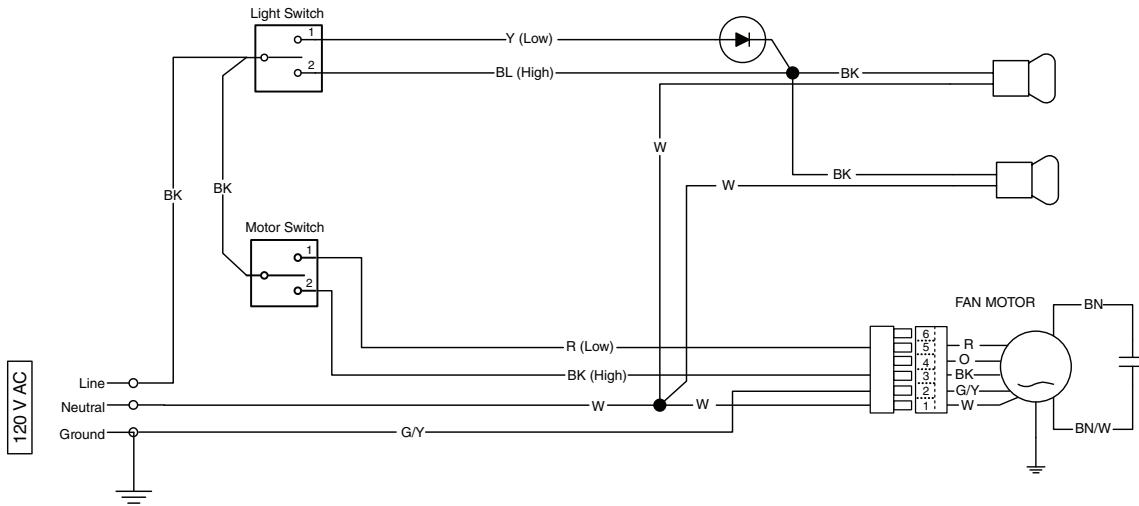 Light Switch
1
Y (Low)
2
BL (High)
BK
W
BK
BK
BK
W
Motor Switch
1
2
FAN MOTOR
BN
R (Low)
6
5
R
4
O
BK (High)
3
BK
2
G/Y
1
W
120 V AC
Line
Neutral
W
W
Ground
G/Y
BN/W